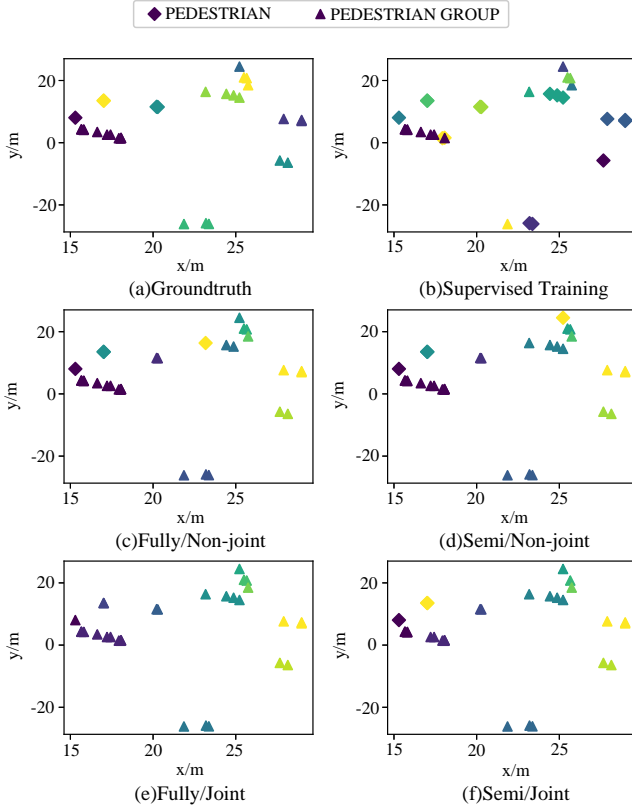 PEDESTRIAN PEDESTRIAN GROUP
20
0
-20
y/m
15 20 25
x/m
(a)Groundtruth
20
0
-20
y/m
15 20 25
x/m
(b)Supervised Training
20
0
-20
y/m
15 20 25
x/m
(c)Fully/Non-joint
20
0
-20
y/m
15 20 25
x/m
(d)Semi/Non-joint
20
0
-20
y/m
15 20 25
x/m
(e)Fully/Joint
20
0
-20
y/m
15 20 25
x/m
(f)Semi/Joint